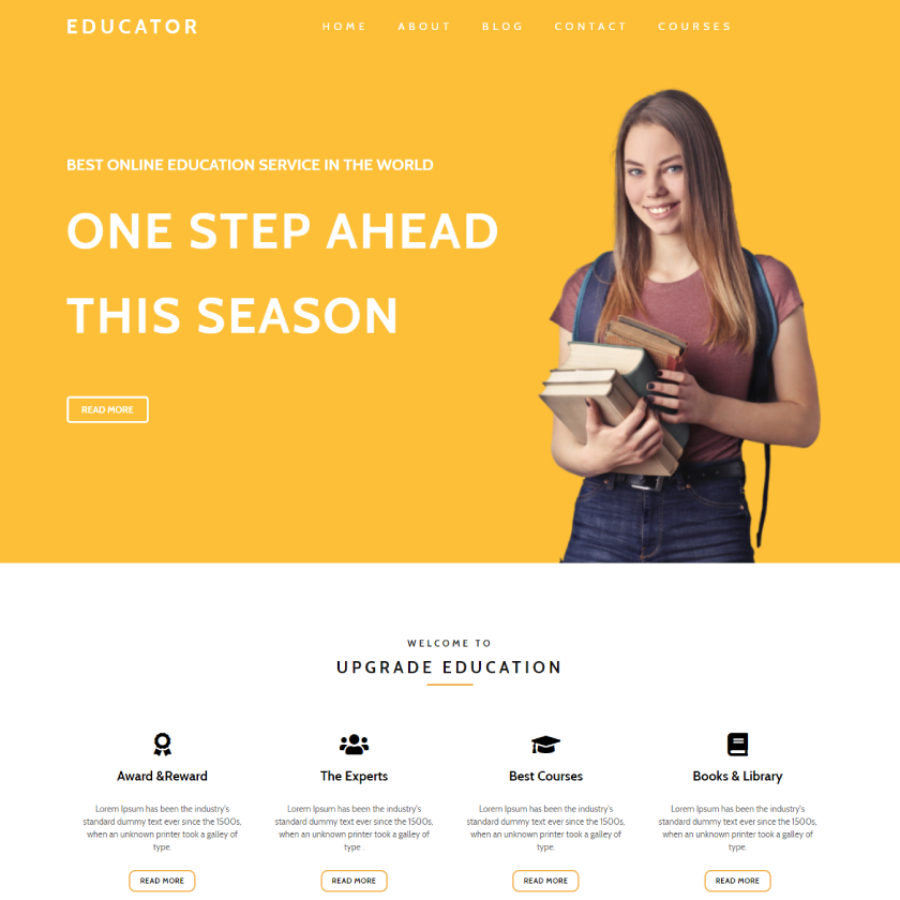 EDUCATOR
HOME ABOUT BLOG CONTACT COURSES
BEST ONLINE EDUCATION SERVICE IN THE WORLD
ONE STEP AHEAD
THIS SEASON
READ MORE
WELCOME TO
UPGRADE EDUCATION
Award &Reward
Lorem Ipsum has been the industry's
standard dummy text ever since the 1500s,
when an unknown printer took a galley of
type.
READ MORE
The Experts
Lorem Ipsum has been the industry's
standard dummy text ever since the 1500s,
when an unknown printer took a galley of
type .
READ MORE
Best Courses
Lorem Ipsum has been the industry's
standard dummy text ever since the 1500s,
when an unknown printer took a galley of
type.
READ MORE
Books & Library
Lorem Ipsum has been the industry's
standard dummy text ever since the 1500s,
when an unknown printer took a galley of
type.
READ MORE